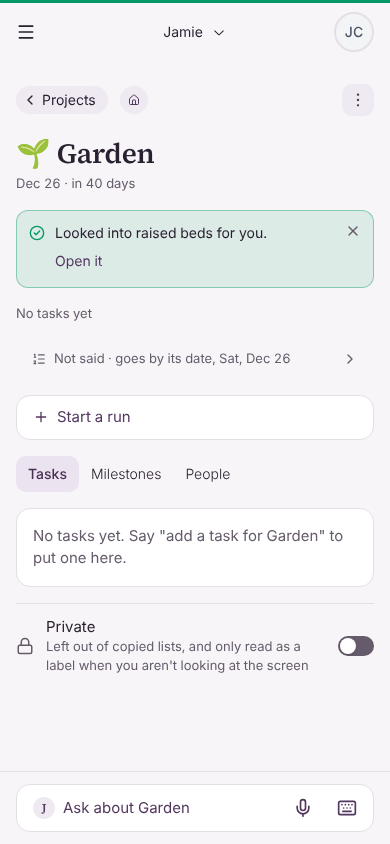 Jamie
JC
Projects
🌱 Garden
Dec 26 · in 40 days
Looked into raised beds for you.
Open it
No tasks yet
Not said · goes by its date, Sat, Dec 26
Start a run
Tasks Milestones People
No tasks yet. Say "add a task for Garden" to
put one here.
Private
Left out of copied lists, and only read as a
label when you aren't looking at the screen
J Ask about Garden